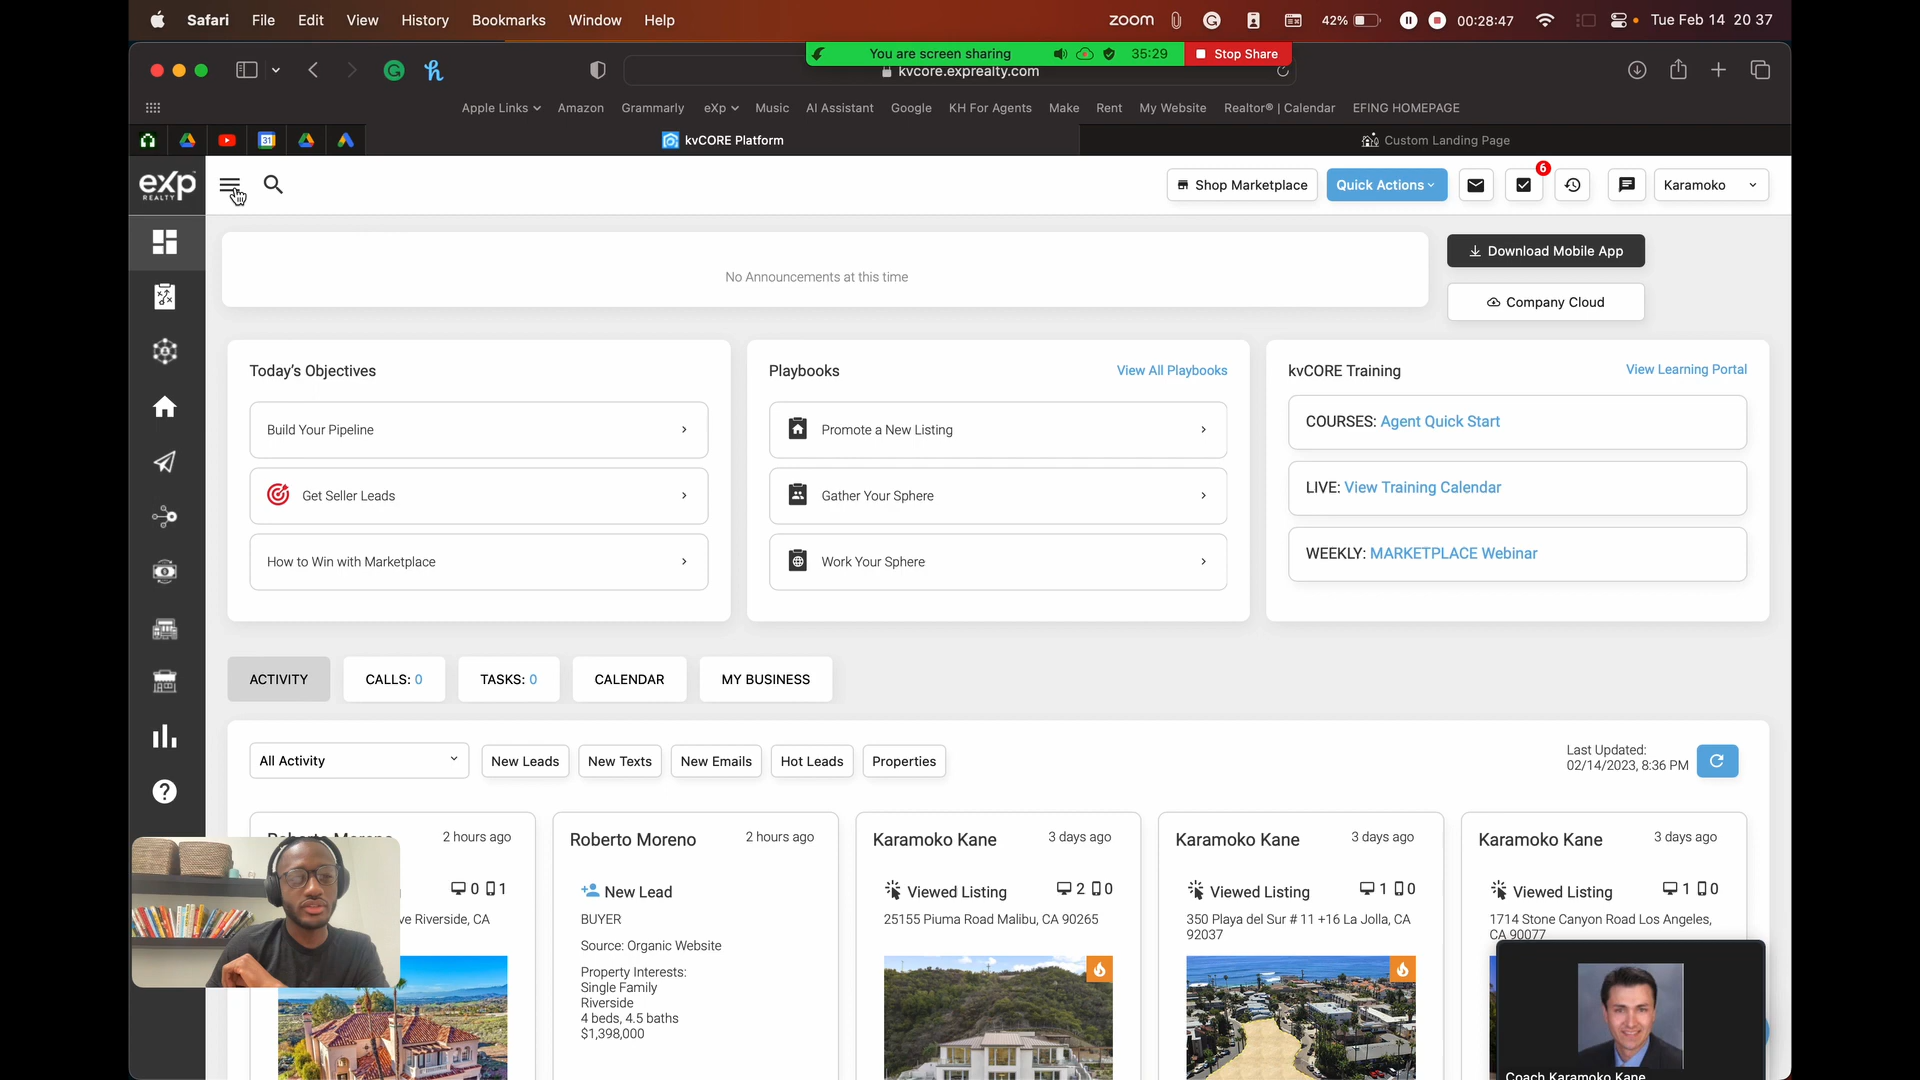 Safari File Edit View History Bookmarks Window Help
zoom 42% 00:28:47 Tue Feb 14 20 37
You are screen sharing 35:29 Stop Share
kvcore.exprealty.com
Apple Links Amazon Grammarly eXp Music AI Assistant Google KH For Agents Make Rent My Website Realtor® | Calendar EFING HOMEPAGE
31 kvCORE Platform Custom Landing Page
eXp REALTY
Shop Marketplace Quick Actions 6 Karamoko
No Announcements at this time
Download Mobile App
Company Cloud
Today's Objectives
Build Your Pipeline
Get Seller Leads
How to Win with Marketplace
Playbooks View All Playbooks
Promote a New Listing
Gather Your Sphere
Work Your Sphere
kvCORE Training View Learning Portal
COURSES: Agent Quick Start
LIVE: View Training Calendar
WEEKLY: MARKETPLACE Webinar
ACTIVITY CALLS: 0 TASKS: 0 CALENDAR MY BUSINESS
All Activity New Leads New Texts New Emails Hot Leads Properties
Last Updated:
02/14/2023, 8:36 PM
Roberto Moreno 2 hours ago
0 1
ve Riverside, CA
Roberto Moreno 2 hours ago
New Lead
BUYER
Source: Organic Website
Property Interests:
Single Family
Riverside
4 beds, 4.5 baths
$1,398,000
Karamoko Kane 3 days ago
Viewed Listing 2 0
25155 Piuma Road Malibu, CA 90265
Karamoko Kane 3 days ago
Viewed Listing 1 0
350 Playa del Sur # 11 +16 La Jolla, CA
92037
Karamoko Kane 3 days ago
Viewed Listing 1 0
1714 Stone Canyon Road Los Angeles,
CA 90077
Coach Karamoko Kane